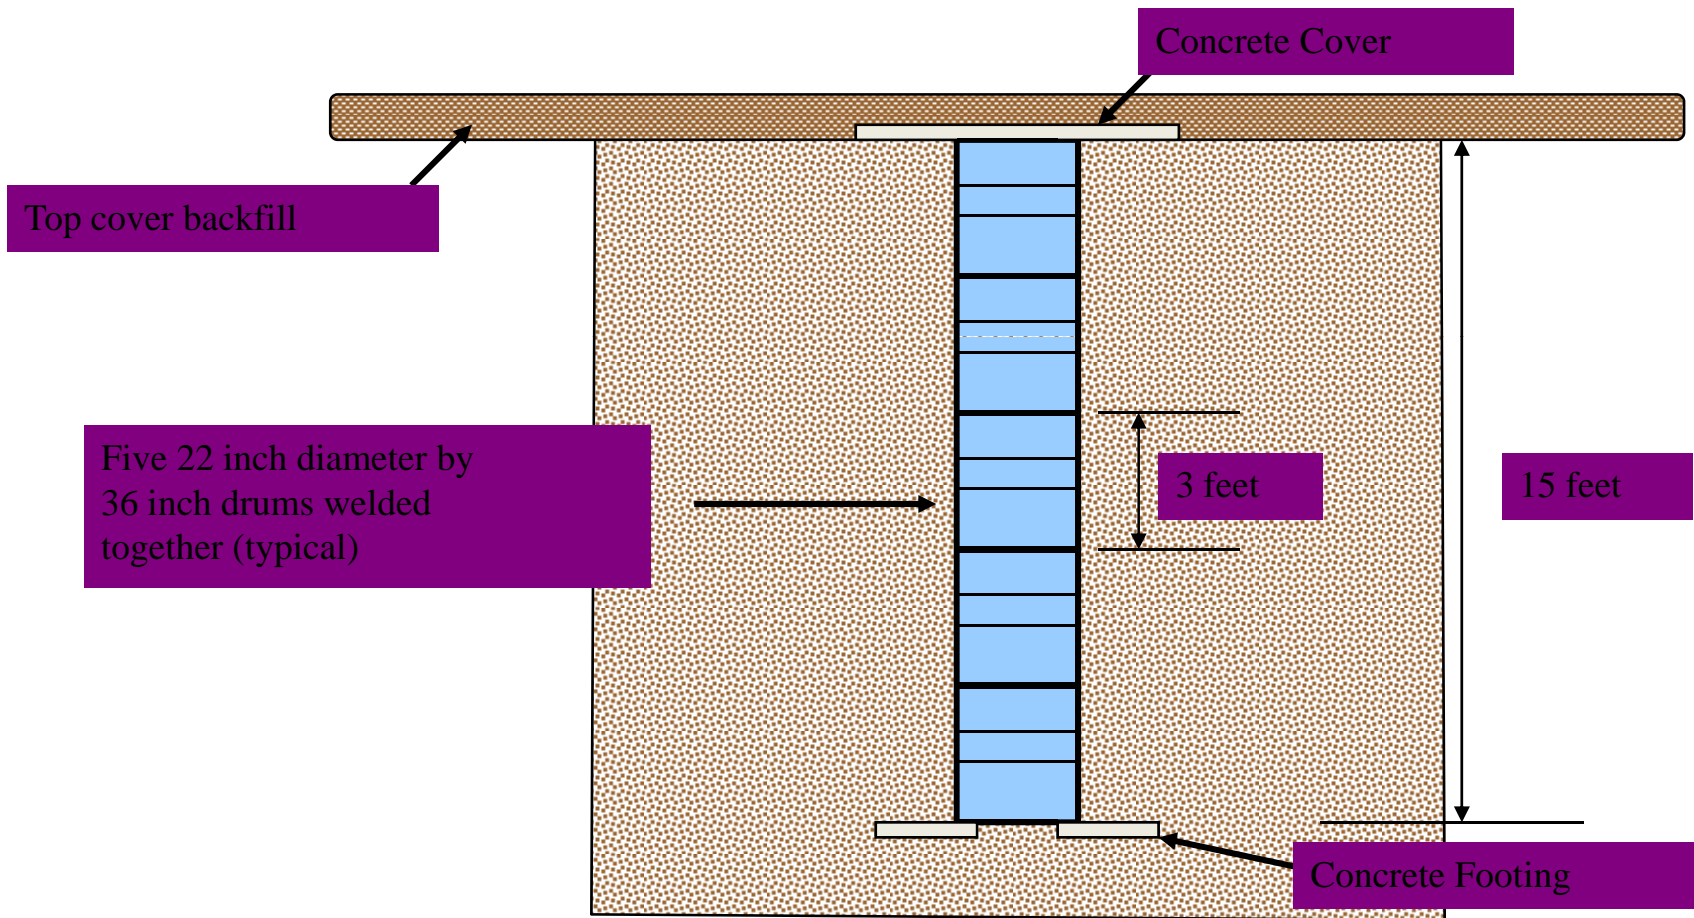 Concrete Cover
Top cover backfill
Five 22 inch diameter by
36 inch drums welded
together (typical)
3 feet
15 feet
Concrete Footing